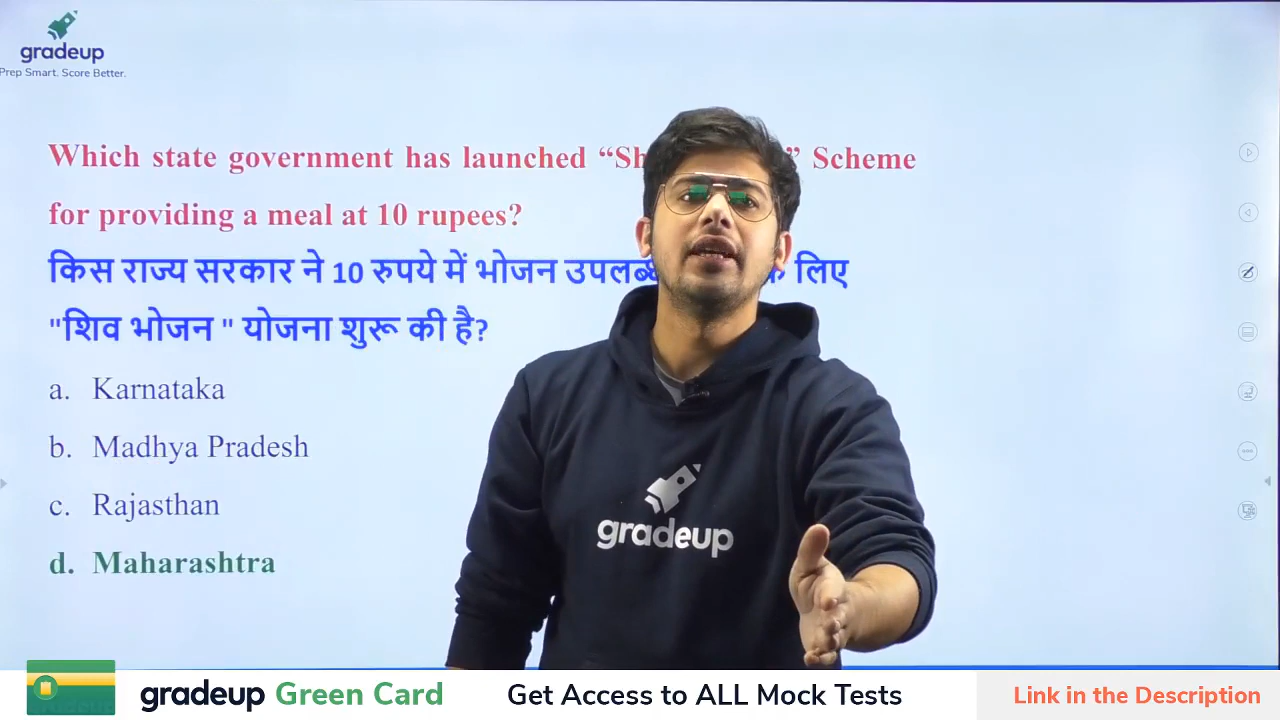 gradeup
Prep Smart. Score Better.
Which state government has launched “Sh ” Scheme
for providing a meal at 10 rupees?
किस राज्य सरकार ने 10 रुपये में भोजन लिए
"शिव भोजन " योजना शुरू की है?
a. Karnataka
b. Madhya Pradesh
c. Rajasthan
d. Maharashtra
gradeup
gradeup Green Card
Get Access to ALL Mock Tests
Link in the Description